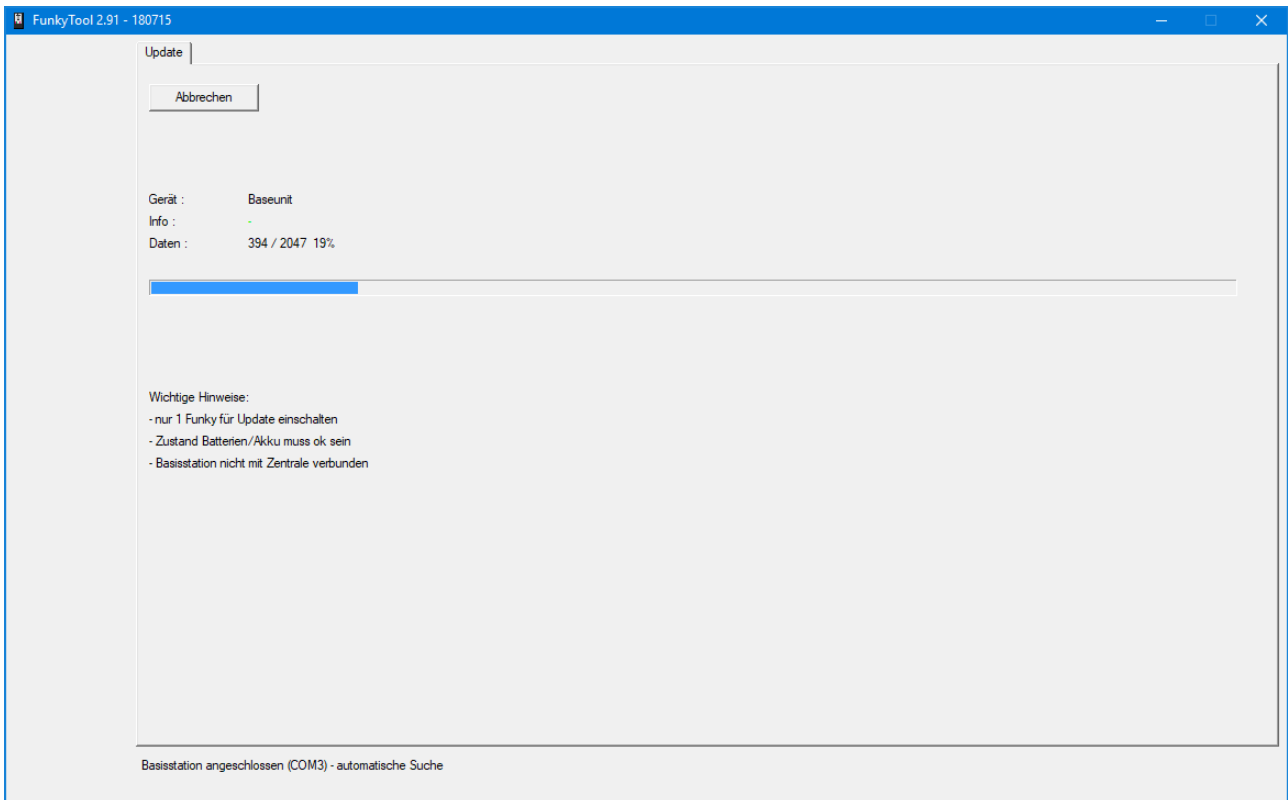 FunkyTool 2.91 - 180715
Update
Abbrechen
Gerät : Baseunit
Info : -
Daten : 394 / 2047 19%
Wichtige Hinweise:
- nur 1 Funky für Update einschalten
- Zustand Batterien/Akku muss ok sein
- Basisstation nicht mit Zentrale verbunden
Basisstation angeschlossen (COM3) - automatische Suche